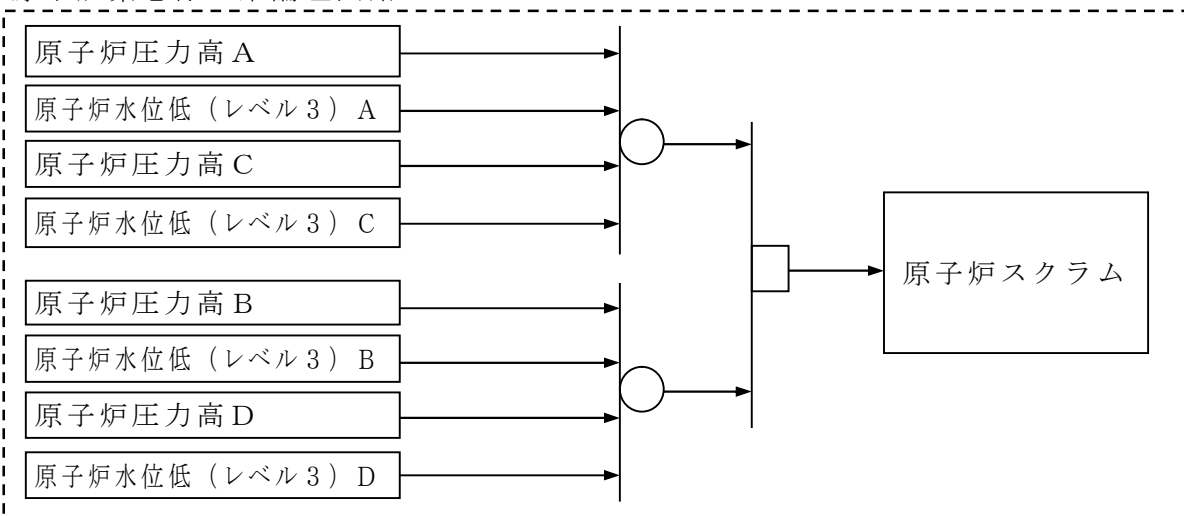 原子炉圧力高A
原子炉水位低（レベル3）A
原子炉圧力高C
原子炉水位低（レベル3）C
原子炉圧力高B
原子炉水位低（レベル3）B
原子炉圧力高D
原子炉水位低（レベル3）D
原子炉スクラム